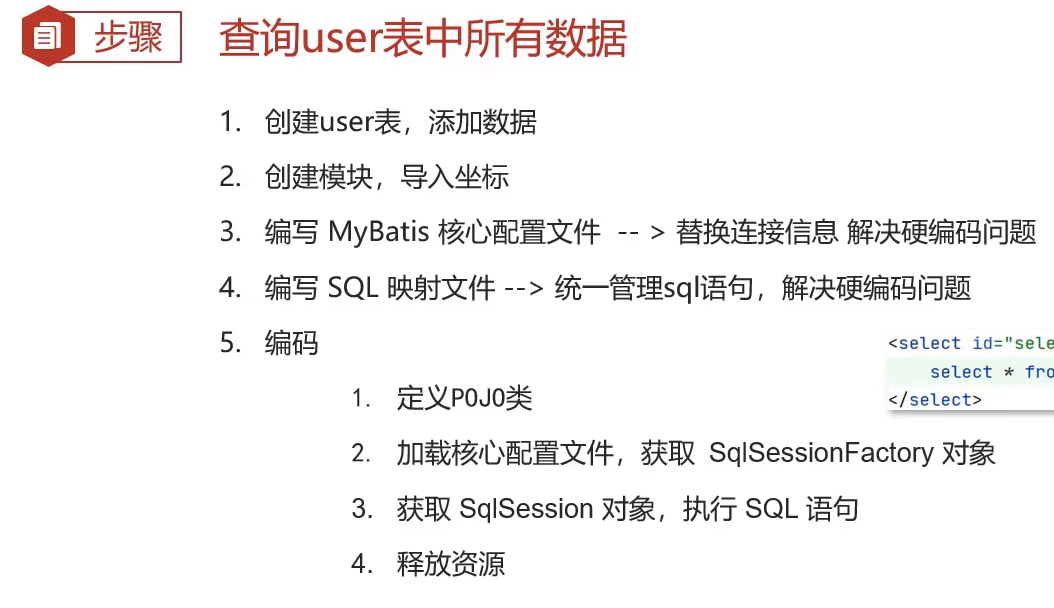 步骤
查询user表中所有数据
1. 创建user表，添加数据
2. 创建模块，导入坐标
3. 编写 MyBatis 核心配置文件 -- > 替换连接信息 解决硬编码问题
4. 编写 SQL 映射文件 --> 统一管理sql语句，解决硬编码问题
5. 编码
<select id="sele
select * fro
</select>
1. 定义POJO类
2. 加载核心配置文件，获取 SqlSessionFactory 对象
3. 获取 SqlSession 对象，执行 SQL 语句
4. 释放资源